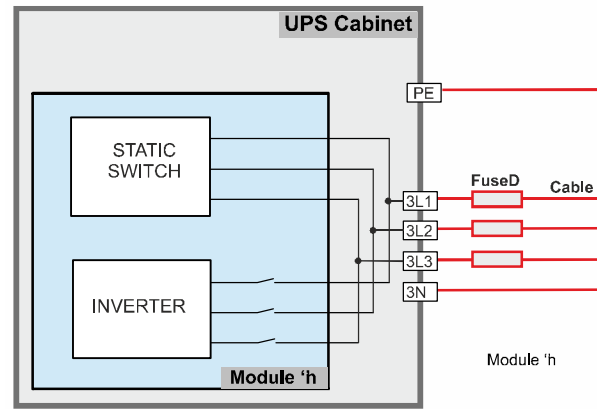 UPS Cabinet
PE
STATIC
SWITCH
FuseD
Cable
3L1
3L2
3L3
3N
INVERTER
Module ‘h
Module ‘h